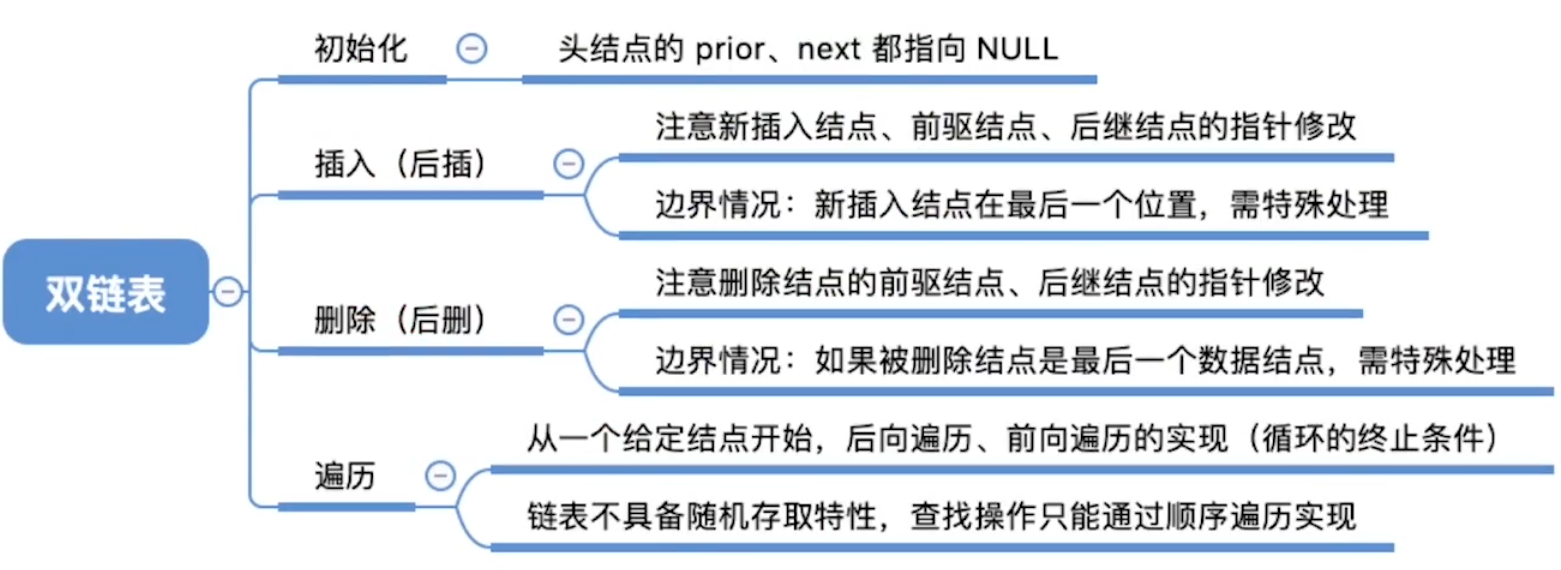 双链表
初始化
头结点的 prior、next 都指向 NULL
插入（后插）
注意新插入结点、前驱结点、后继结点的指针修改
边界情况：新插入结点在最后一个位置，需特殊处理
删除（后删）
注意删除结点的前驱结点、后继结点的指针修改
边界情况：如果被删除结点是最后一个数据结点，需特殊处理
遍历
从一个给定结点开始，后向遍历、前向遍历的实现（循环的终止条件）
链表不具备随机存取特性，查找操作只能通过顺序遍历实现